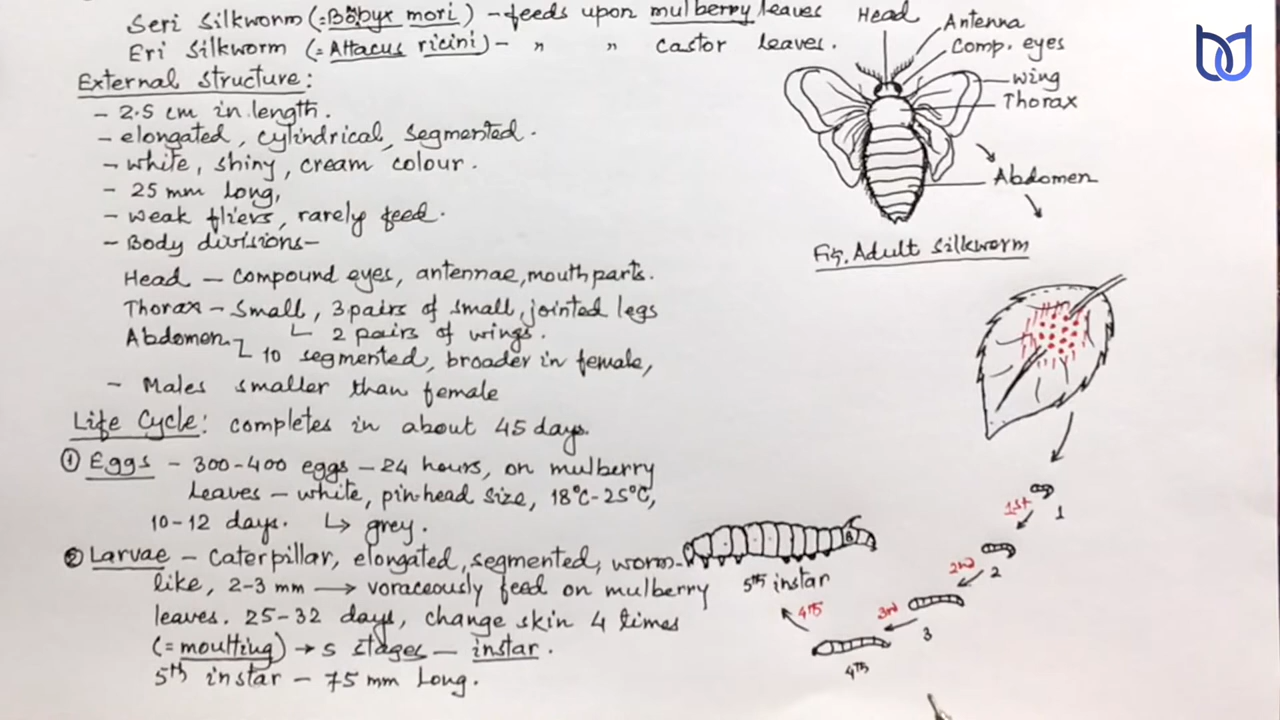 Seri Silkworm (=Bombyx mori) – feeds upon mulberry leaves
Eri Silkworm (= Attacus ricini) – " " castor leaves.
External structure:
– 2.5 cm in length.
– elongated, cylindrical, segmented.
– white, shiny, cream colour.
– 25 mm long,
– weak fliers, rarely feed.
– Body divisions–
Head – compound eyes, antennae, mouth parts.
Thorax – small, 3 pairs of small, jointed legs
↳ 2 pairs of wings.
Abdomen
↳ 10 segmented, broader in female,
– Males smaller than female
Life Cycle: completes in about 45 days.
① Eggs – 300-400 eggs – 24 hours, on mulberry
leaves – white, pin-head size, 18°C-25°C,
10-12 days. ↳ grey.
② Larvae – caterpillar, elongated, segmented, worm-
like, 2-3 mm → voraceously feed on mulberry
leaves. 25-32 days, change skin 4 times
(= moulting) → 5 stages – instar.
5th instar – 75 mm long.
Head
Antenna
Comp. eyes
wing
Thorax
Abdomen
Fig. Adult silkworm
1st
1
2nd
2
3rd
3
4th
4th
5th instar